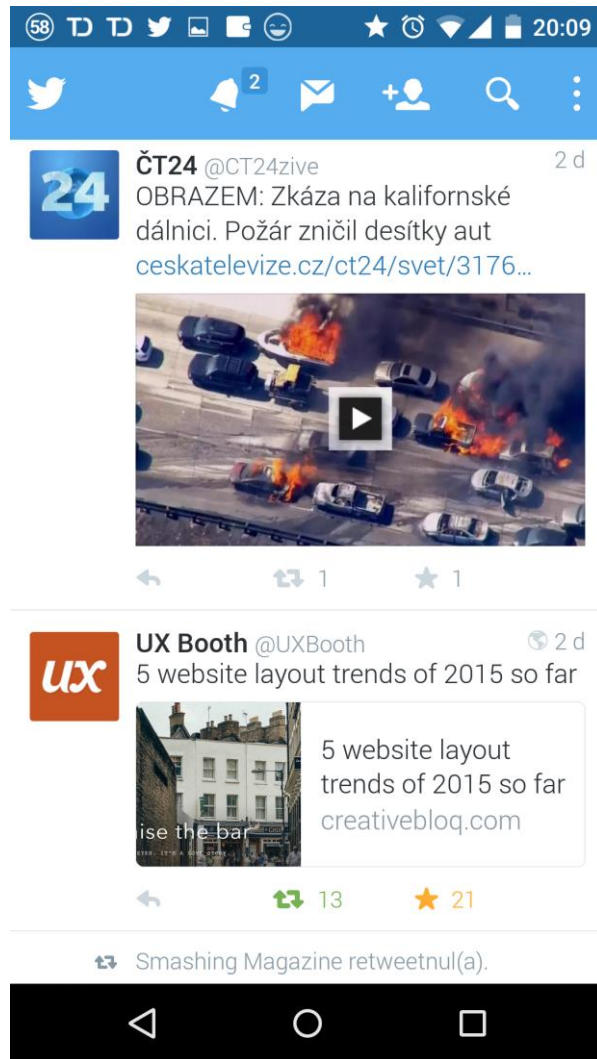 58 20:09
2
24
ČT24 @CT24zive 2 d
OBRAZEM: Zkáza na kalifornské
dálnici. Požár zničil desítky aut
ceskatelevize.cz/ct24/svet/3176...
1 1
ux
UX Booth @UXBooth 2 d
5 website layout trends of 2015 so far
5 website layout
trends of 2015 so far
creativebloq.com
ise the bar
13 21
Smashing Magazine retweetnul(a).